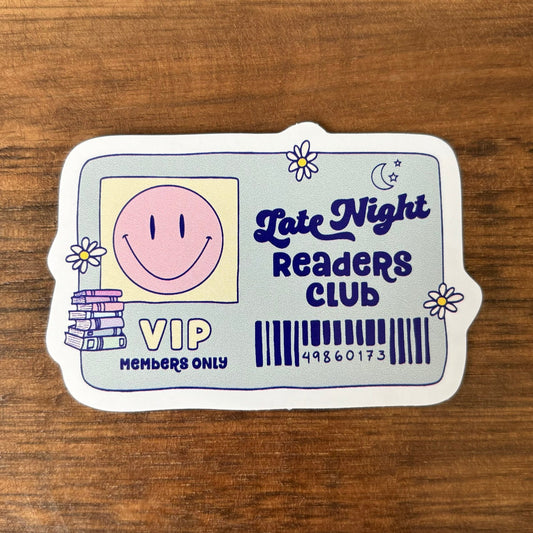 Late Night
Readers
Club
VIP
Members Only
49860173